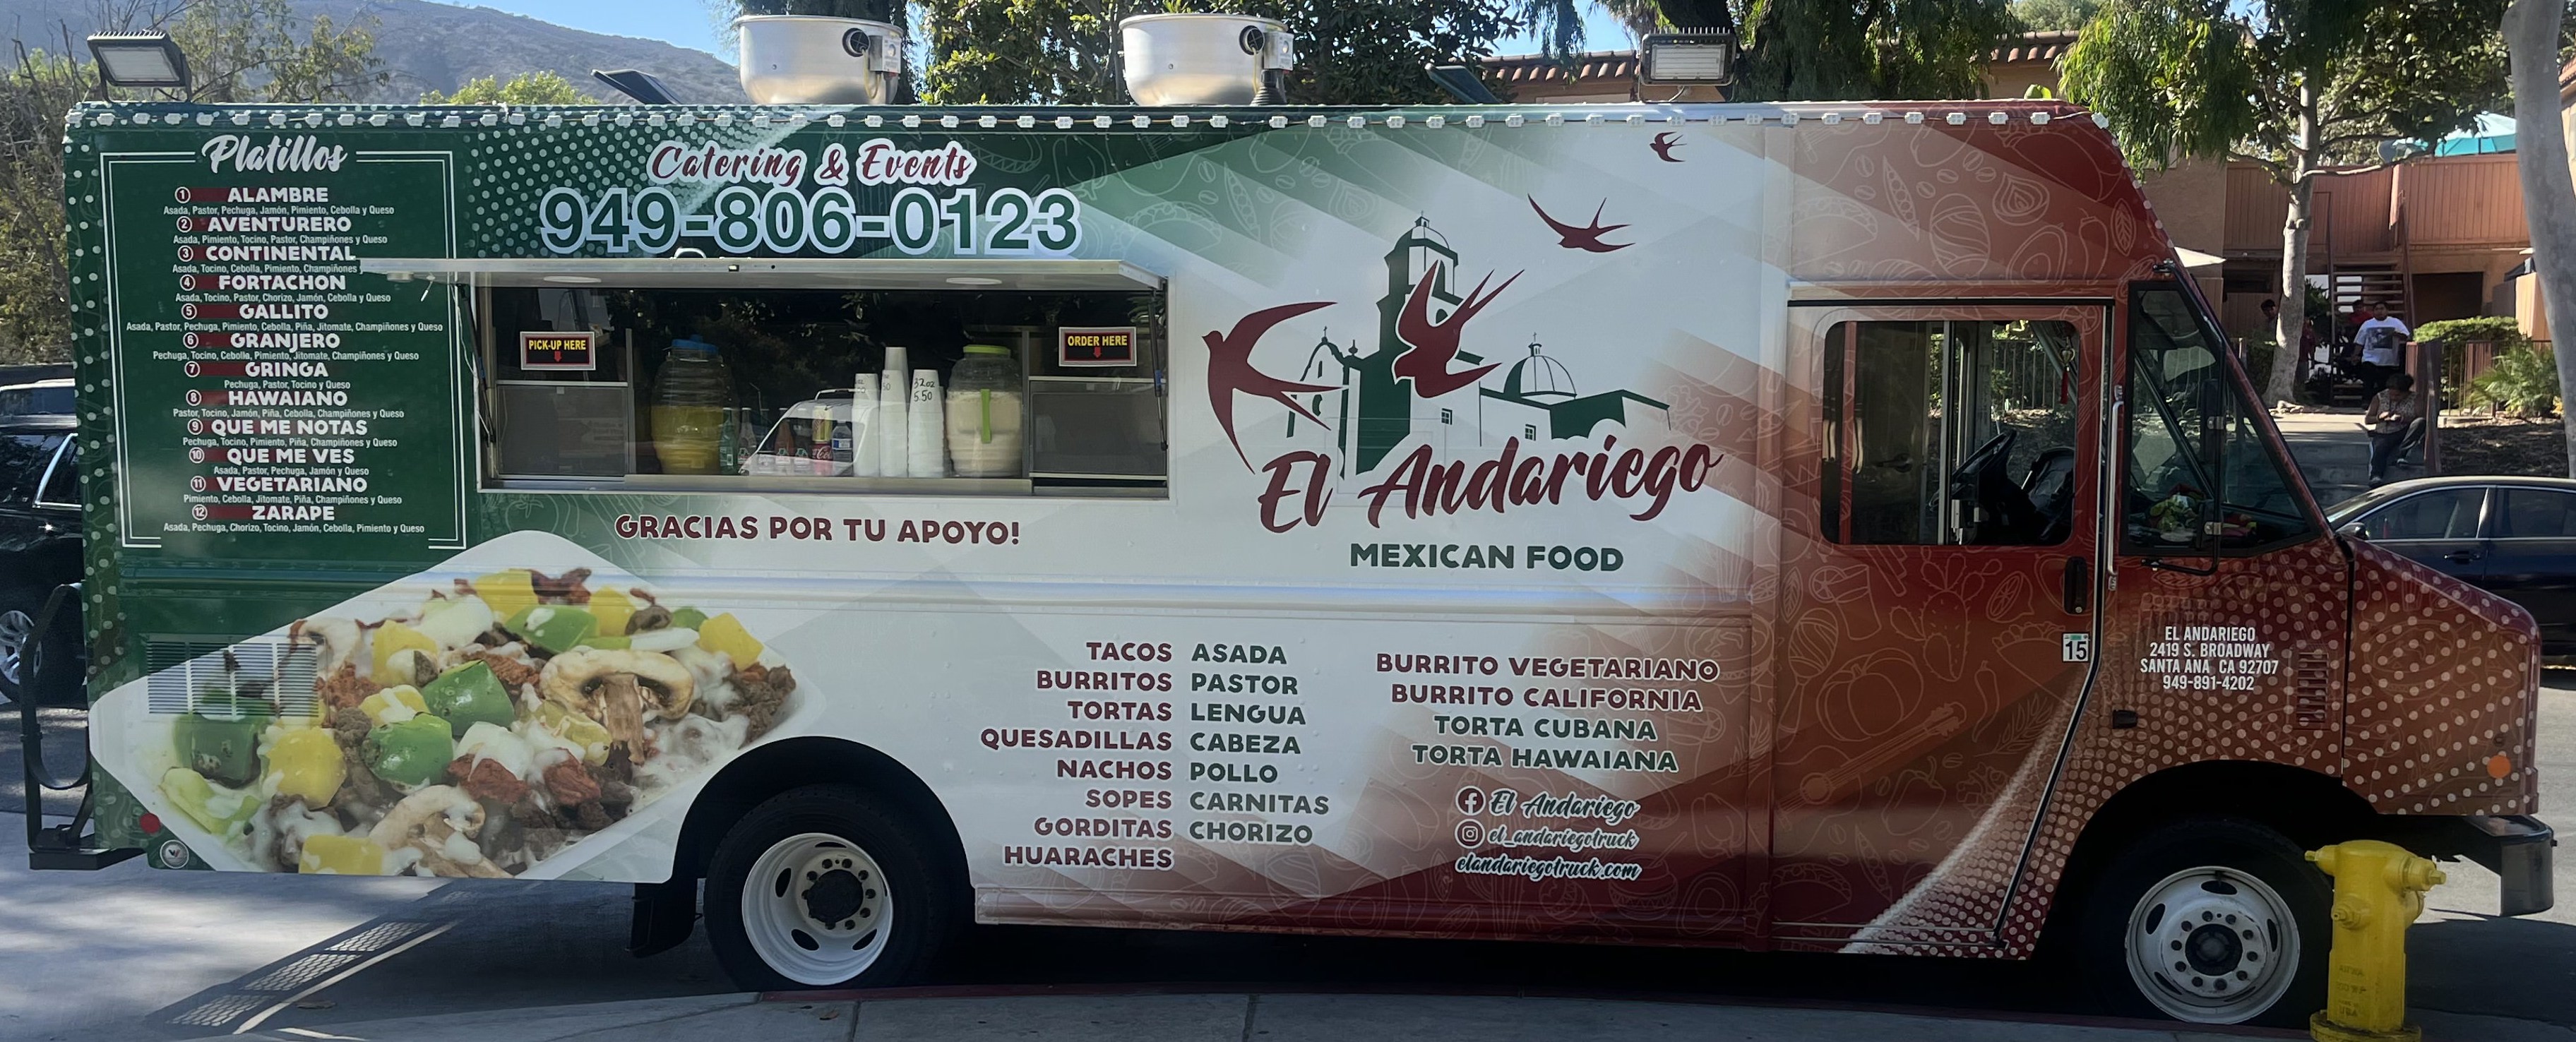 Platillos
1 ALAMBRE
Asada, Pastor, Pechuga, Jamón, Pimiento, Cebolla y Queso
2 AVENTURERO
Asada, Pimiento, Tocino, Pastor, Champiñones y Queso
3 CONTINENTAL
Asada, Tocino, Cebolla, Pimiento, Champiñones
4 FORTACHON
Asada, Tocino, Pastor, Chorizo, Jamón, Cebolla y Queso
5 GALLITO
Asada, Pastor, Pechuga, Pimiento, Cebolla, Piña, Jitomate, Champiñones y Queso
6 GRANJERO
Pechuga, Tocino, Cebolla, Pimiento, Jitomate, Champiñones y Queso
7 GRINGA
Pechuga, Pastor, Tocino y Queso
8 HAWAIANO
Pastor, Tocino, Jamón, Piña, Cebolla, Champiñones y Queso
9 QUE ME NOTAS
Pechuga, Tocino, Pimiento, Piña, Champiñones y Queso
10 QUE ME VES
Asada, Pastor, Pechuga, Jamón y Queso
11 VEGETARIANO
Pimiento, Cebolla, Jitomate, Piña, Champiñones y Queso
12 ZARAPE
Asada, Pechuga, Chorizo, Tocino, Jamón, Cebolla, Pimiento y Queso
Catering & Events
949-806-0123
PICK-UP HERE
ORDER HERE
32oz
5 50
GRACIAS POR TU APOYO!
El Andariego
MEXICAN FOOD
TACOS
BURRITOS
TORTAS
QUESADILLAS
NACHOS
SOPES
GORDITAS
HUARACHES
ASADA
PASTOR
LENGUA
CABEZA
POLLO
CARNITAS
CHORIZO
BURRITO VEGETARIANO
BURRITO CALIFORNIA
TORTA CUBANA
TORTA HAWAIANA
El Andariego
el_andariegotruck
elandariegotruck.com
15
EL ANDARIEGO
2419 S. BROADWAY
SANTA ANA CA 92707
949-891-4202